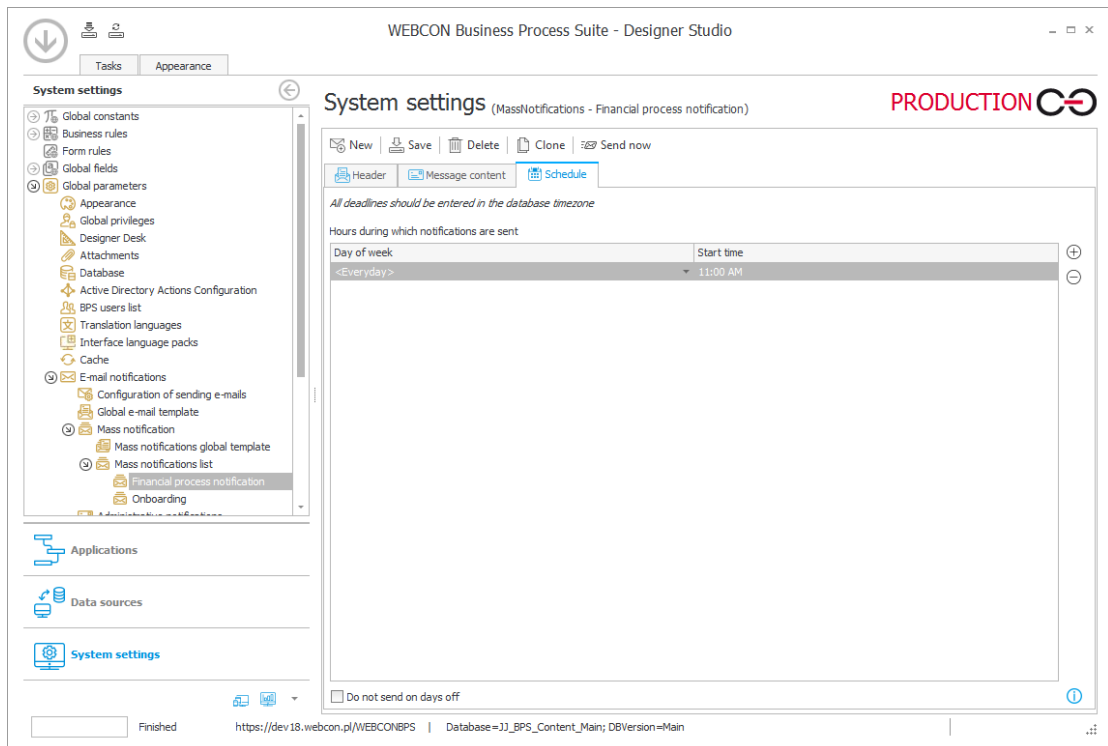 WEBCON Business Process Suite - Designer Studio
Tasks
Appearance
System settings
Global constants
Business rules
Form rules
Global fields
Global parameters
Appearance
Global privileges
Designer Desk
Attachments
Database
Active Directory Actions Configuration
BPS users list
Translation languages
Interface language packs
Cache
E-mail notifications
Configuration of sending e-mails
Global e-mail template
Mass notification
Mass notifications global template
Mass notifications list
Financial process notification
Onboarding
Administrative notifications
Applications
Data sources
System settings
System settings (MassNotifications - Financial process notification)
PRODUCTION
New Save Delete Clone Send now
Header Message content Schedule
All deadlines should be entered in the database timezone
Hours during which notifications are sent
Day of week Start time
<Everyday> 11:00 AM
Do not send on days off
Finished https://dev18.webcon.pl/WEBCONBPS | Database=JJ_BPS_Content_Main; DBVersion=Main